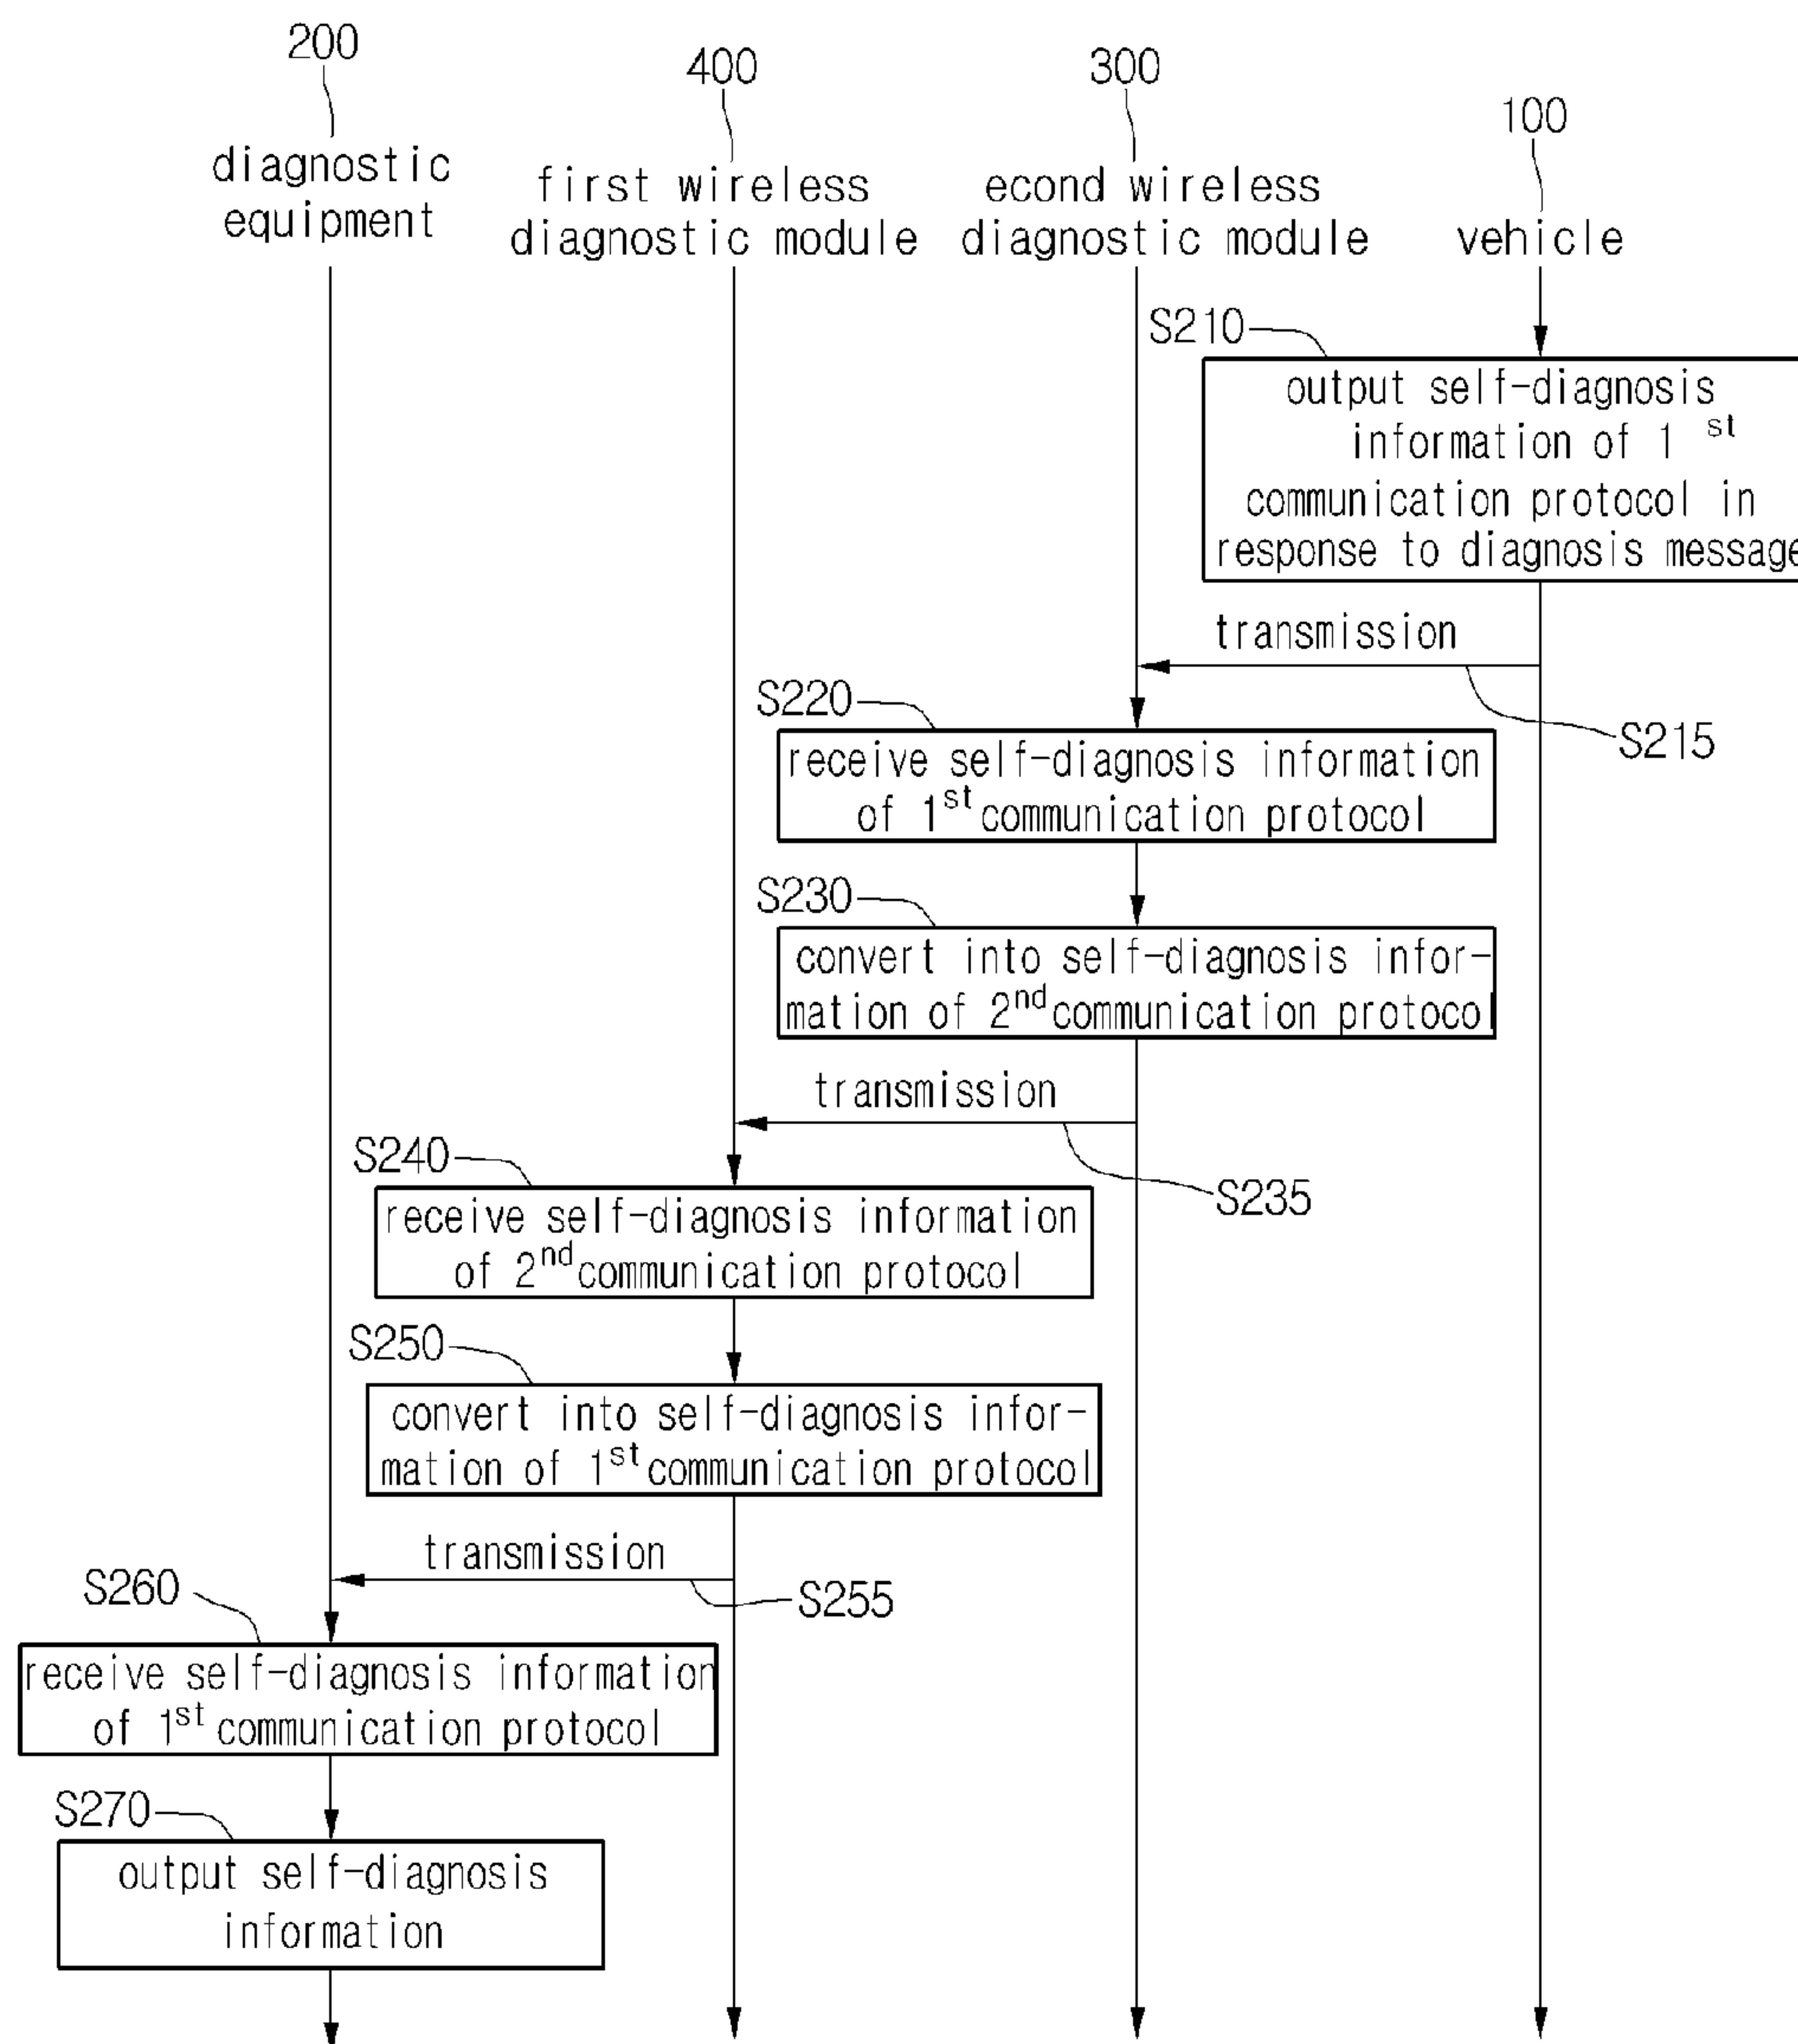 200
400
300
100
diagnostic
equipment
first wireless
diagnostic module
econd wireless
diagnostic module
vehicle
S210
output self-diagnosis
information of 1 st
communication protocol in
response to diagnosis message
transmission
S215
S220
receive self-diagnosis information
of 1st communication protocol
S230
convert into self-diagnosis infor-
mation of 2nd communication protocol
transmission
S235
S240
receive self-diagnosis information
of 2nd communication protocol
S250
convert into self-diagnosis infor-
mation of 1st communication protocol
transmission
S255
S260
receive self-diagnosis information
of 1st communication protocol
S270
output self-diagnosis
information